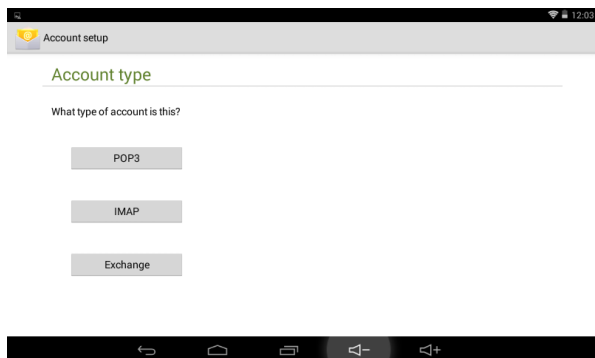 12:03
Account setup
Account type
What type of account is this?
POP3
IMAP
Exchange